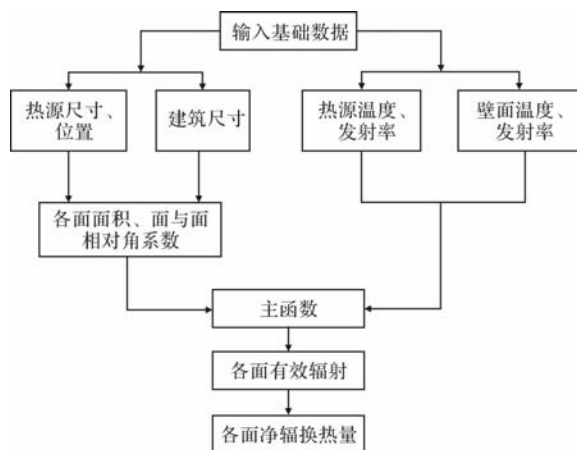 输入基础数据
热源尺寸、
位置
建筑尺寸
热源温度、
发射率
壁面温度、
发射率
各面面积、面与面
相对角系数
主函数
各面有效辐射
各面净辐换热量